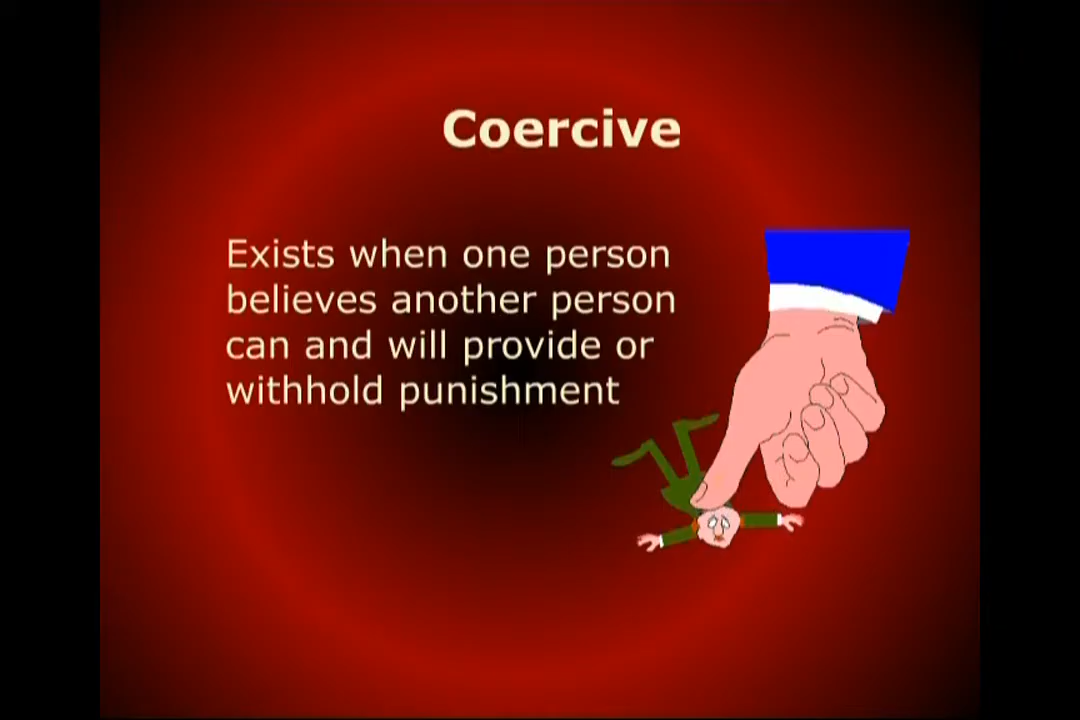 Coercive
Exists when one person
believes another person
can and will provide or
withhold punishment